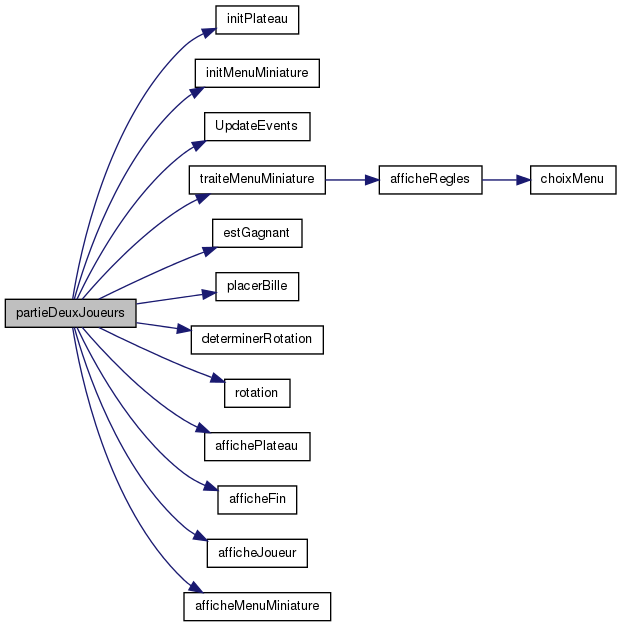 initPlateau
initMenuMiniature
UpdateEvents
traiteMenuMiniature
afficheRegles
choixMenu
estGagnant
placerBille
partieDeuxJoueurs
determinerRotation
rotation
affichePlateau
afficheFin
afficheJoueur
afficheMenuMiniature